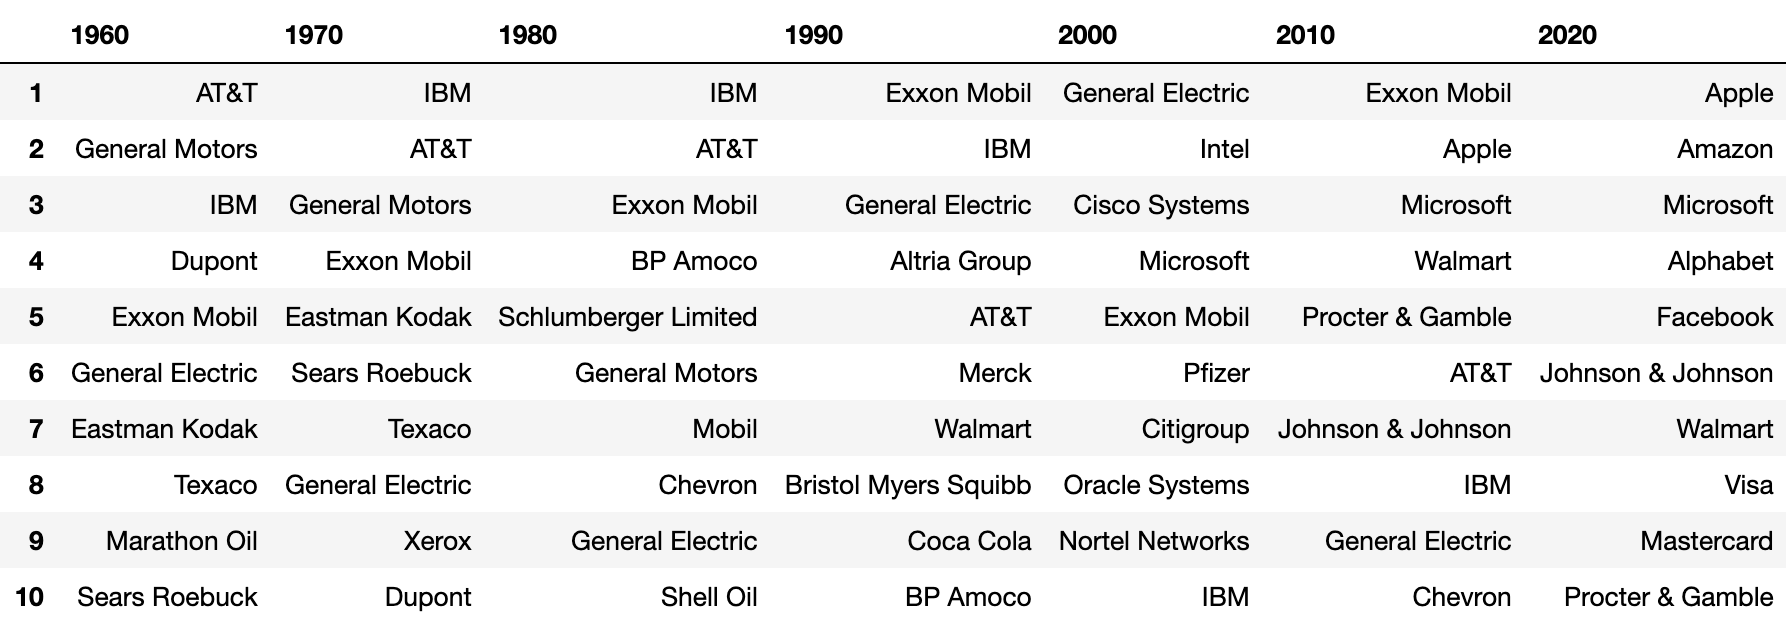 1960 1970 1980 1990 2000 2010 2020
1 AT&T IBM IBM Exxon Mobil General Electric Exxon Mobil Apple
2 General Motors AT&T AT&T IBM Intel Apple Amazon
3 IBM General Motors Exxon Mobil General Electric Cisco Systems Microsoft Microsoft
4 Dupont Exxon Mobil BP Amoco Altria Group Microsoft Walmart Alphabet
5 Exxon Mobil Eastman Kodak Schlumberger Limited AT&T Exxon Mobil Procter & Gamble Facebook
6 General Electric Sears Roebuck General Motors Merck Pfizer AT&T Johnson & Johnson
7 Eastman Kodak Texaco Mobil Walmart Citigroup Johnson & Johnson Walmart
8 Texaco General Electric Chevron Bristol Myers Squibb Oracle Systems IBM Visa
9 Marathon Oil Xerox General Electric Coca Cola Nortel Networks General Electric Mastercard
10 Sears Roebuck Dupont Shell Oil BP Amoco IBM Chevron Procter & Gamble